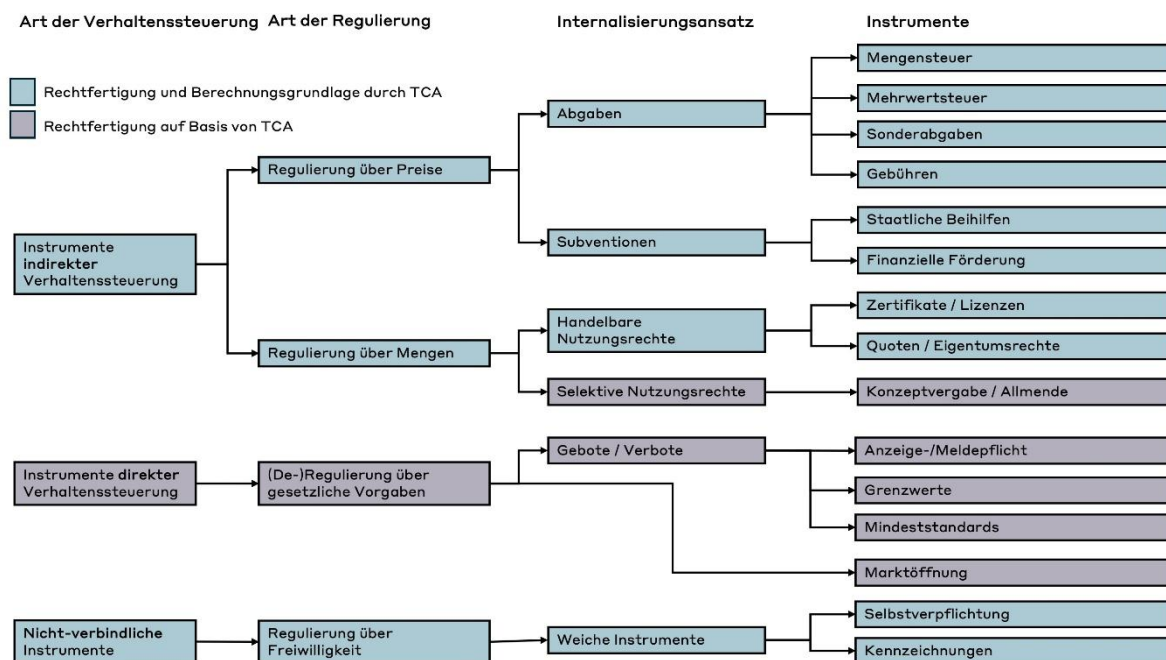 Art der Verhaltenssteuerung
Art der Regulierung
Internalisierungsansatz
Instrumente
Rechtfertigung und Berechnungsgrundlage durch TCA
Rechtfertigung auf Basis von TCA
Instrumente
indirekter
Verhaltenssteuerung
Regulierung über Preise
Abgaben
Mengensteuer
Mehrwertsteuer
Sonderabgaben
Gebühren
Subventionen
Staatliche Beihilfen
Finanzielle Förderung
Regulierung über Mengen
Handelbare
Nutzungsrechte
Zertifikate / Lizenzen
Quoten / Eigentumsrechte
Selektive Nutzungsrechte
Konzeptvergabe / Allmende
Instrumente direkter
Verhaltenssteuerung
(De-)Regulierung über
gesetzliche Vorgaben
Gebote / Verbote
Anzeige-/Meldepflicht
Grenzwerte
Mindeststandards
Marktöffnung
Nicht-verbindliche
Instrumente
Regulierung über
Freiwilligkeit
Weiche Instrumente
Selbstverpflichtung
Kennzeichnungen